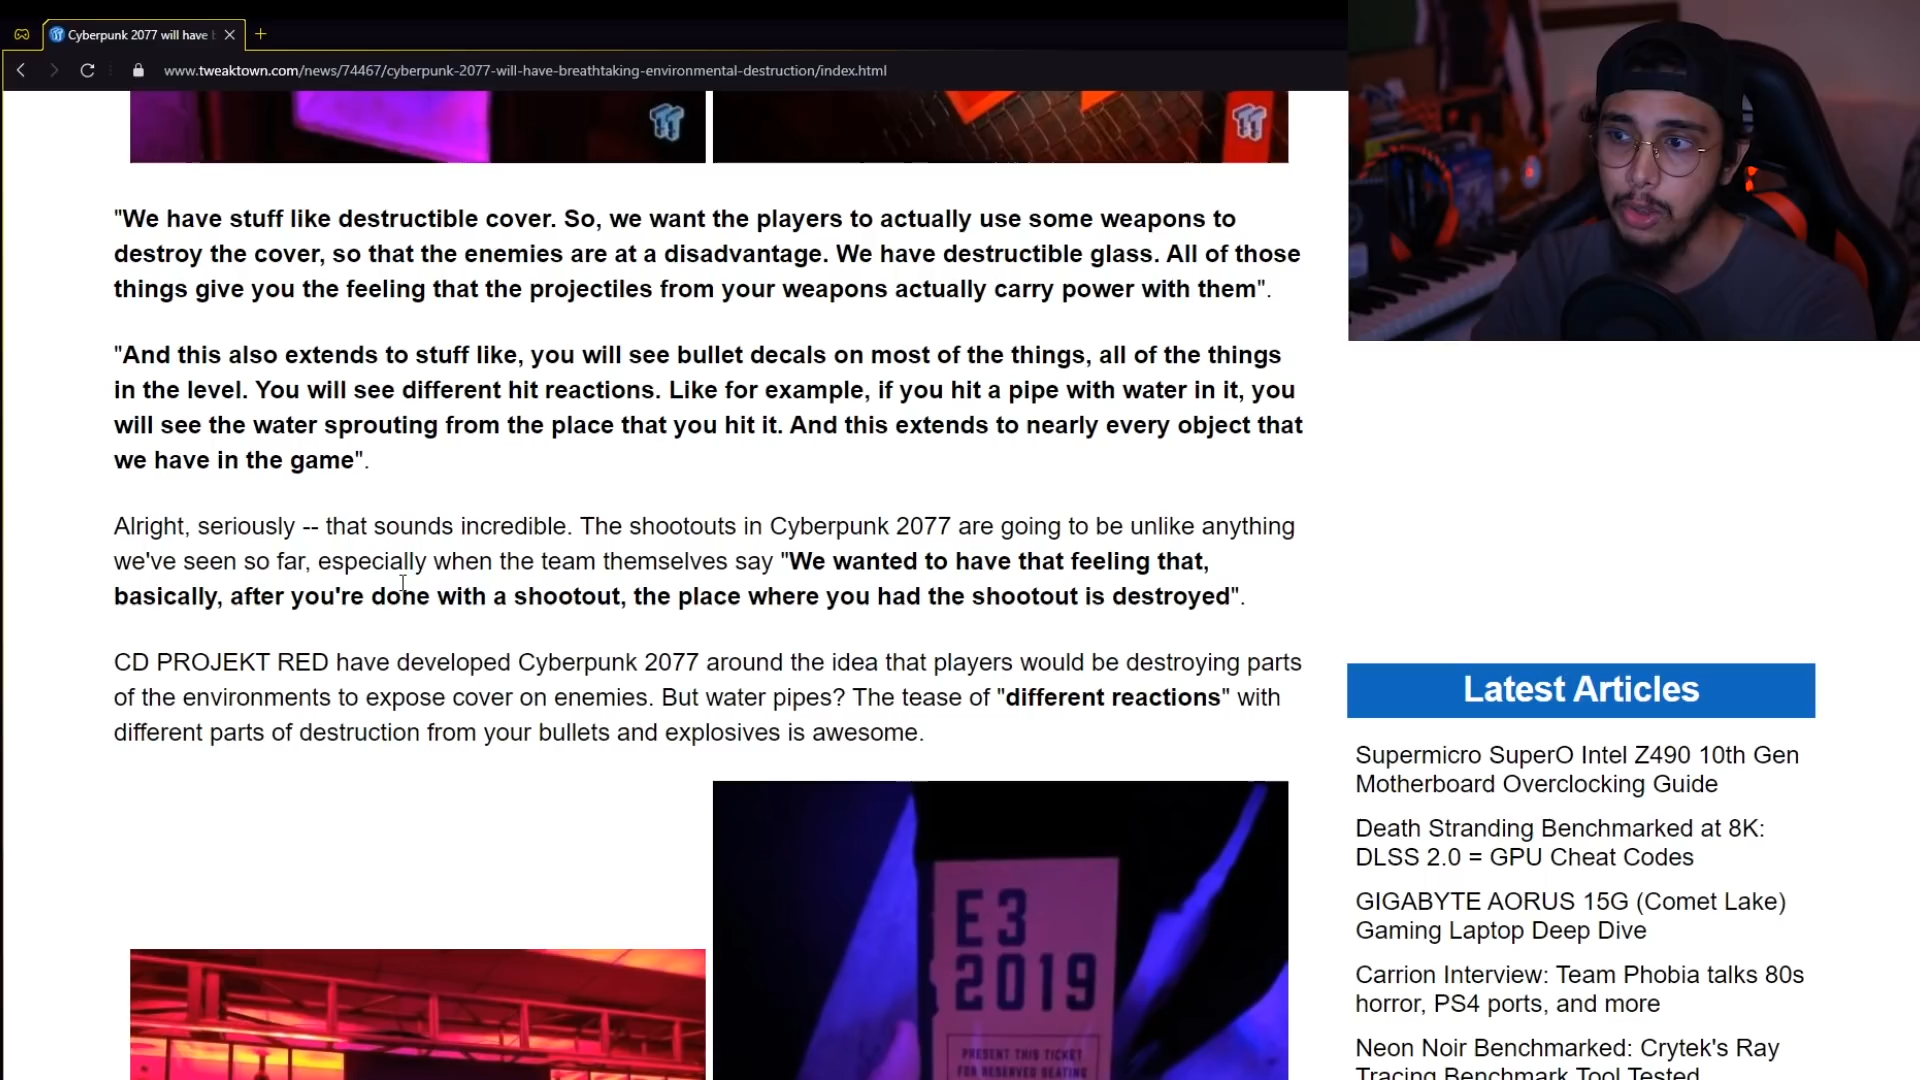 Cyberpunk 2077 will have
www.tweaktown.com/news/74467/cyberpunk-2077-will-have-breathtaking-environmental-destruction/index.html
"We have stuff like destructible cover. So, we want the players to actually use some weapons to
destroy the cover, so that the enemies are at a disadvantage. We have destructible glass. All of those
things give you the feeling that the projectiles from your weapons actually carry power with them".
"And this also extends to stuff like, you will see bullet decals on most of the things, all of the things
in the level. You will see different hit reactions. Like for example, if you hit a pipe with water in it, you
will see the water sprouting from the place that you hit it. And this extends to nearly every object that
we have in the game".
Alright, seriously -- that sounds incredible. The shootouts in Cyberpunk 2077 are going to be unlike anything
we've seen so far, especially when the team themselves say "We wanted to have that feeling that,
basically, after you're done with a shootout, the place where you had the shootout is destroyed".
CD PROJEKT RED have developed Cyberpunk 2077 around the idea that players would be destroying parts
of the environments to expose cover on enemies. But water pipes? The tease of "different reactions" with
different parts of destruction from your bullets and explosives is awesome.
E3
2019
PRESENT THIS TICKET
FOR RESERVED SEATING
Latest Articles
Supermicro SuperO Intel Z490 10th Gen
Motherboard Overclocking Guide
Death Stranding Benchmarked at 8K:
DLSS 2.0 = GPU Cheat Codes
GIGABYTE AORUS 15G (Comet Lake)
Gaming Laptop Deep Dive
Carrion Interview: Team Phobia talks 80s
horror, PS4 ports, and more
Neon Noir Benchmarked: Crytek's Ray
Tracing Benchmark Tool Tested